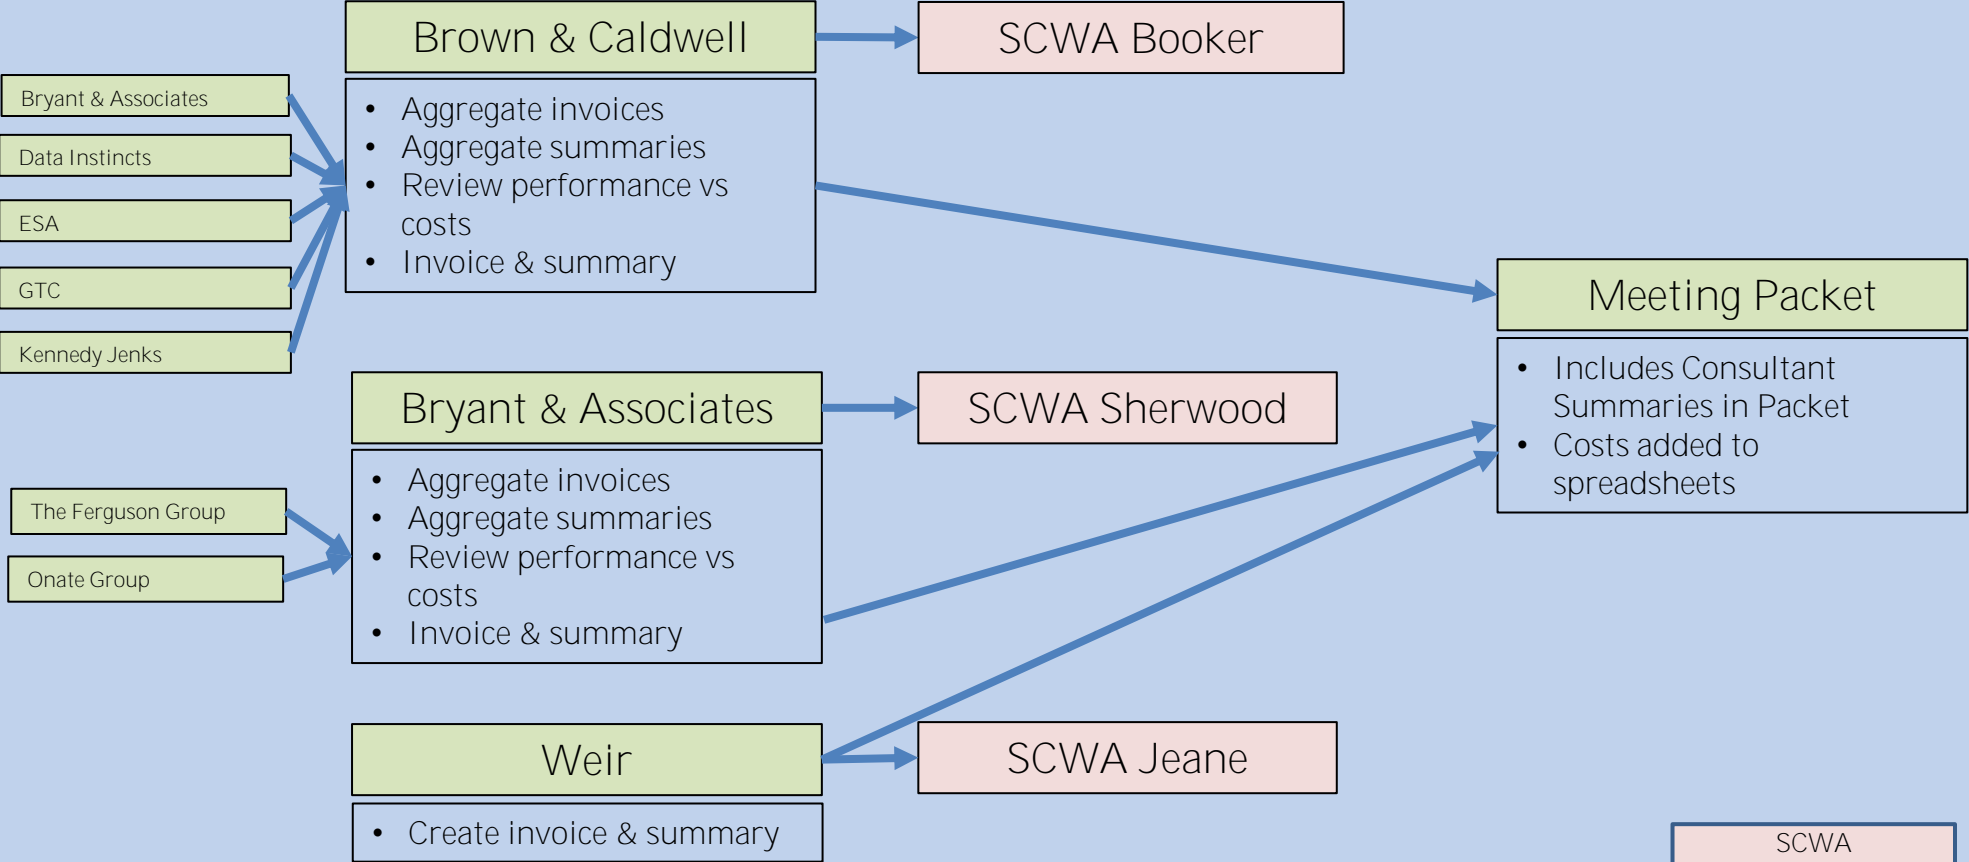 Brown & Caldwell
SCWA Booker
Bryant & Associates
Data Instincts
ESA
GTC
Kennedy Jenks
• Aggregate invoices
• Aggregate summaries
• Review performance vs
costs
• Invoice & summary
Meeting Packet
• Includes Consultant
Summaries in Packet
• Costs added to
spreadsheets
Bryant & Associates
SCWA Sherwood
The Ferguson Group
Onate Group
• Aggregate invoices
• Aggregate summaries
• Review performance vs
costs
• Invoice & summary
Weir
SCWA Jeane
• Create invoice & summary
SCWA